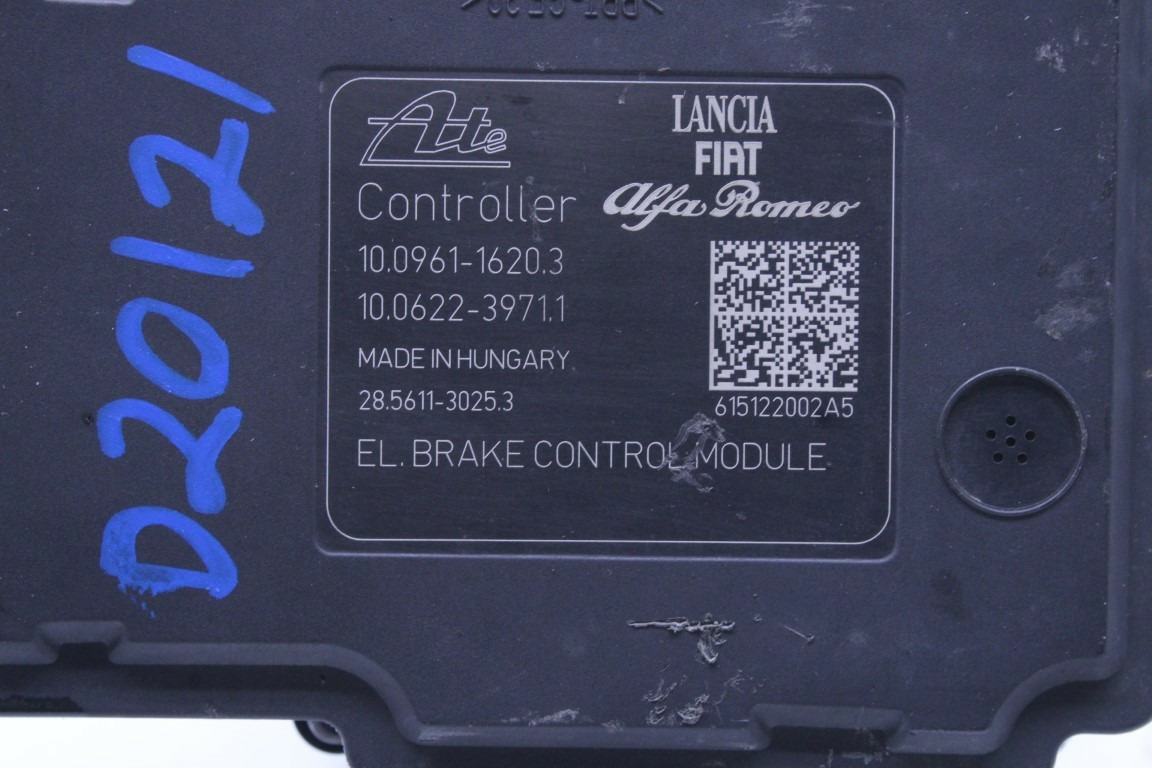 D20121
Ate
Controller
10.0961-1620.3
10.0622-3971.1
MADE IN HUNGARY
28.5611-3025.3
LANCIA
FIAT
Alfa Romeo
615122002A5
EL. BRAKE CONTROL MODULE